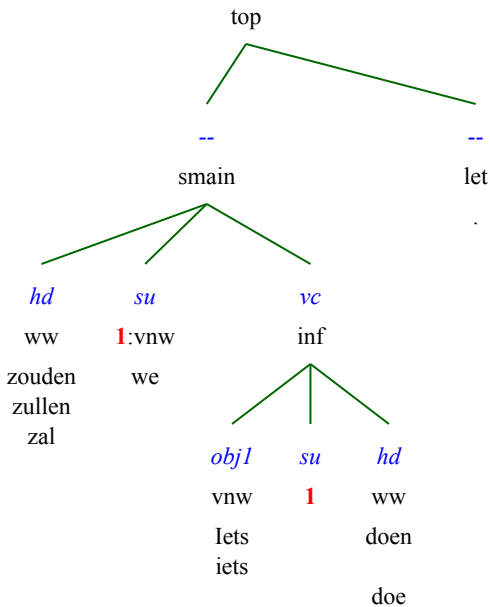 top
-- --
smain let
.
hd su vc
ww 1:vnw inf
zouden we
zullen
zal
obj1 su hd
vnw 1 ww
Iets doen
iets
doe